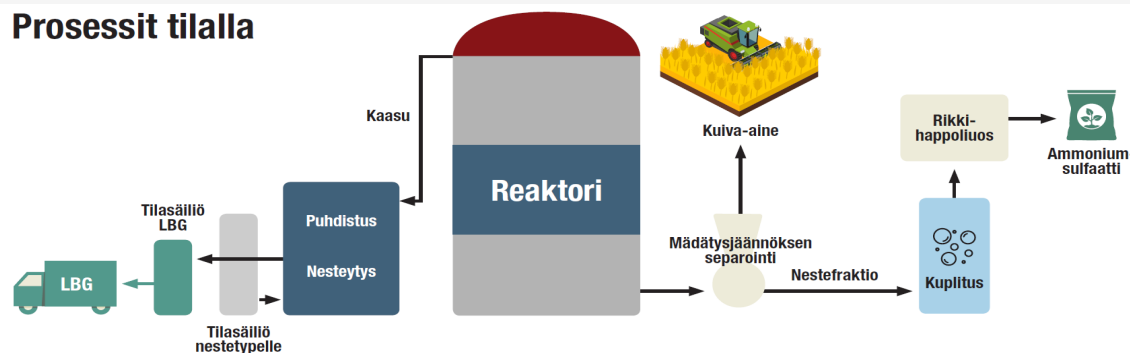 Prosessit tilalla
Kaasu
Reaktori
Puhdistus
Nesteytys
Tilasäiliö
LBG
LBG
Tilasäiliö
nestetypelle
Kuiva-aine
Mädätysjäännöksen
separointi
Nestefraktio
Kuplitus
Rikki-
happoliuos
Ammonium
sulfaatti